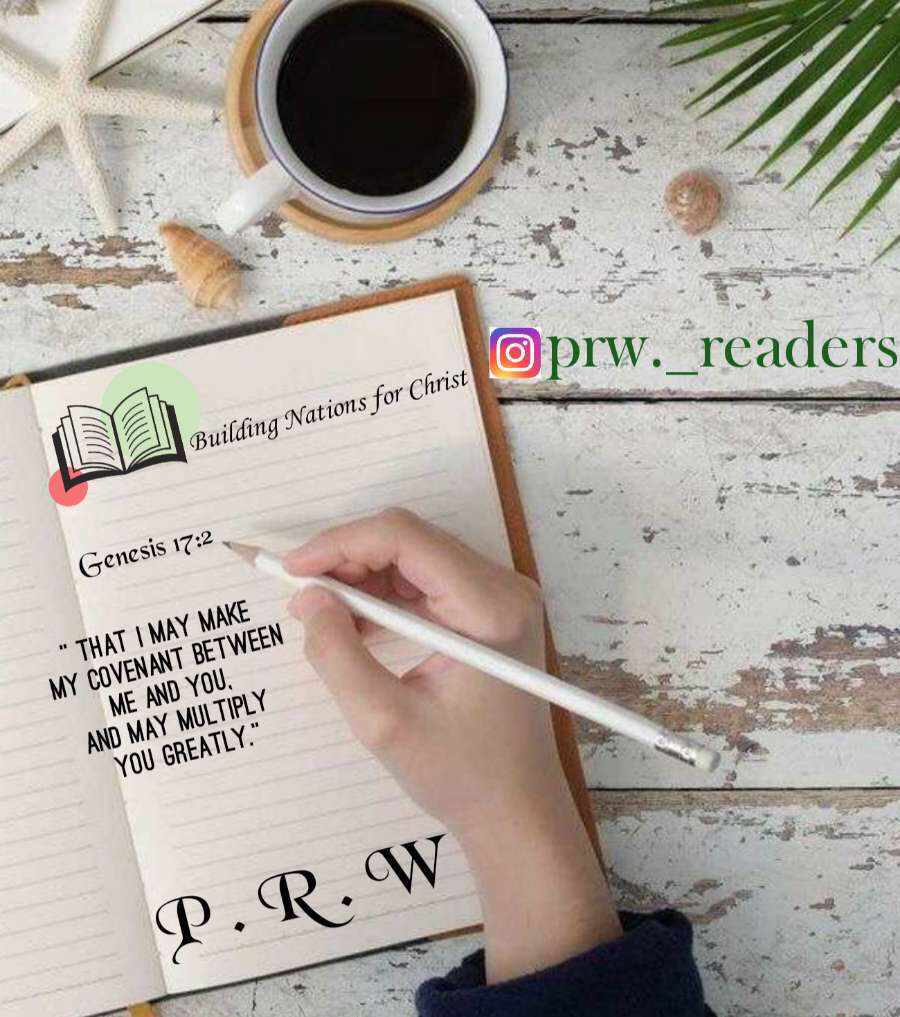 prw._readers
Building Nations for Christ
Genesis 17:2
" THAT I MAY MAKE
MY COVENANT BETWEEN
ME AND YOU,
AND MAY MULTIPLY
YOU GREATLY."
P.R.W